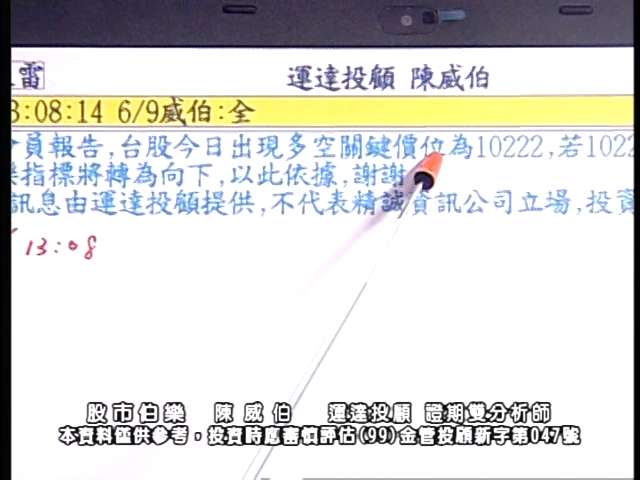 雷
運達投顧 陳威伯
3:08:14 6/9威伯:全
員報告,台股今日出現多空關鍵價位為10222,若1022
指標將轉為向下,以此依據,謝謝
訊息由運達投顧提供,不代表精誠資訊公司立場,投資
13:08
股市伯樂 陳威伯 運達投顧 證期雙分析師
本資料僅供參考，投資時應審慎評估(99)金管投顧新字第047號